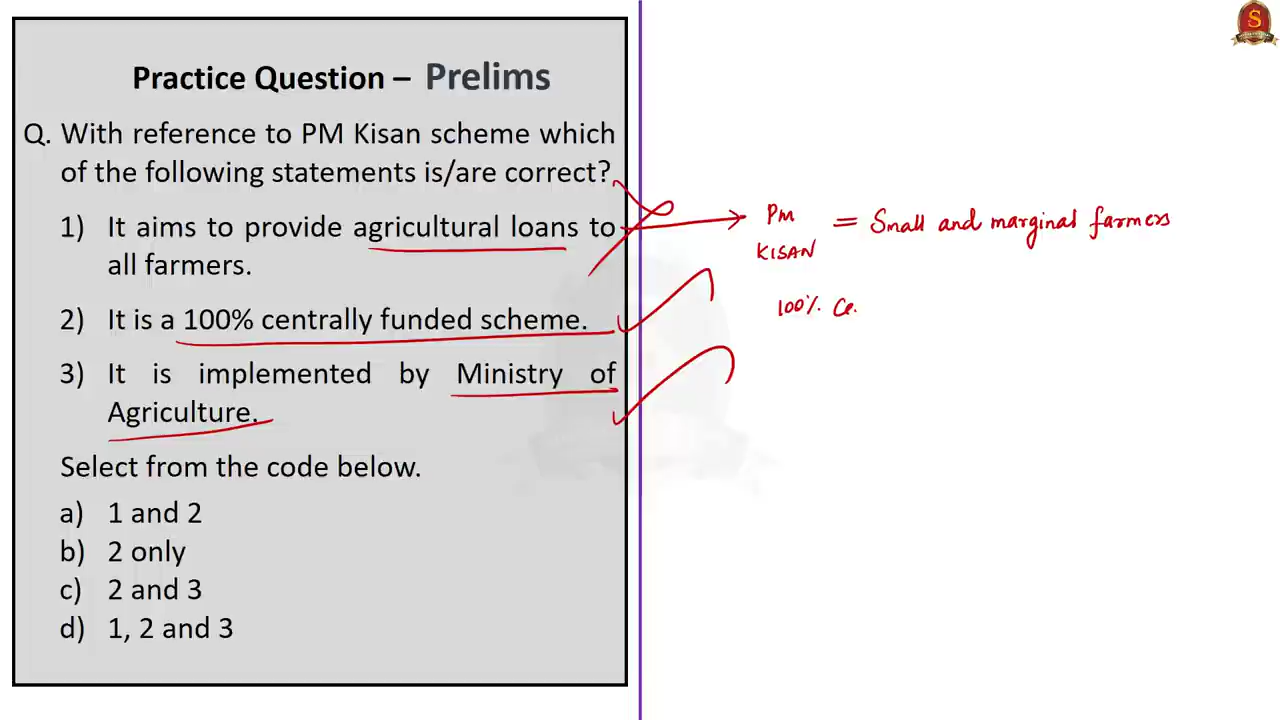 Practice Question – Prelims
Q. With reference to PM Kisan scheme which
of the following statements is/are correct?
1) It aims to provide agricultural loans to
all farmers.
2) It is a 100% centrally funded scheme.
3) It is implemented by Ministry of
Agriculture.
Select from the code below.
a) 1 and 2
b) 2 only
c) 2 and 3
d) 1, 2 and 3
PM = Small and marginal farmers
KISAN
100% Ce.
S